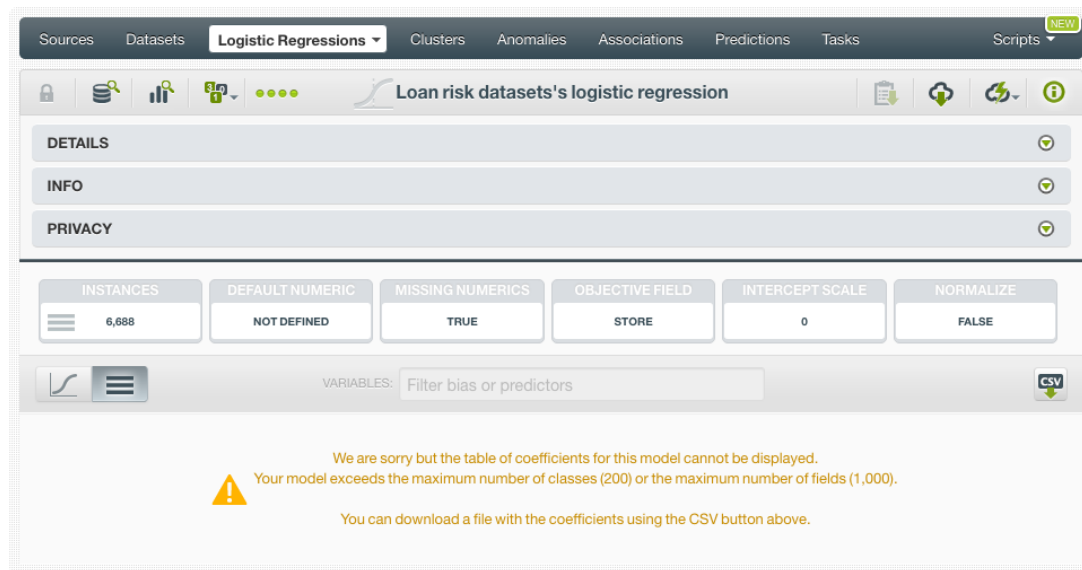 NEW
Sources Datasets Logistic Regressions Clusters Anomalies Associations Predictions Tasks Scripts
Loan risk datasets's logistic regression
DETAILS
INFO
PRIVACY
INSTANCES DEFAULT NUMERIC MISSING NUMERICS OBJECTIVE FIELD INTERCEPT SCALE NORMALIZE
6,688 NOT DEFINED TRUE STORE 0 FALSE
VARIABLES: Filter bias or predictors CSV
We are sorry but the table of coefficients for this model cannot be displayed.
Your model exceeds the maximum number of classes (200) or the maximum number of fields (1,000).
You can download a file with the coefficients using the CSV button above.